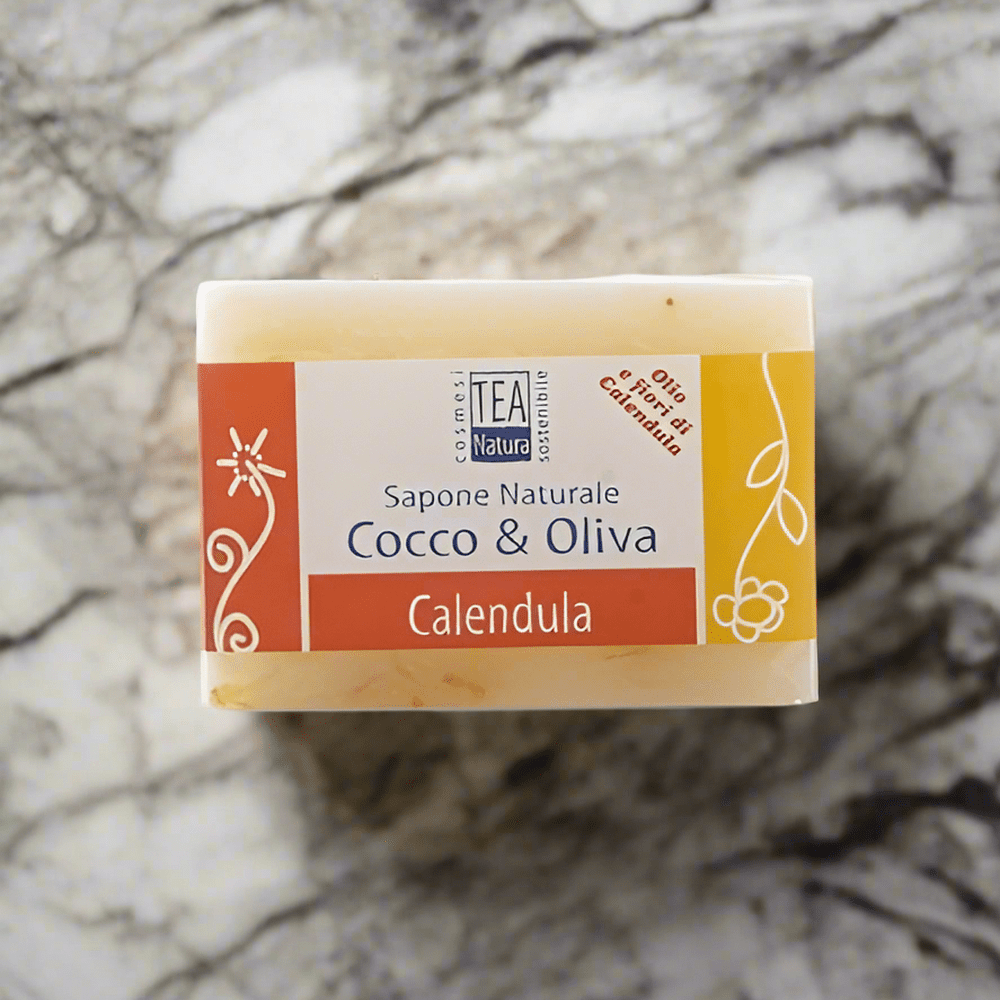 cosmesi
TEA
Natura
sostenibile
Olio
e fiori di
Calendula
Sapone Naturale
Cocco & Oliva
Calendula